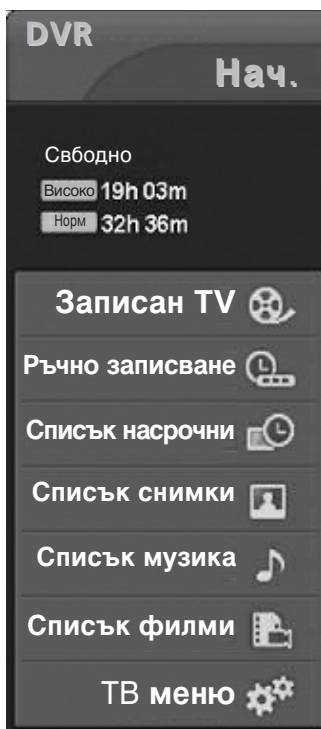 DVR
Нач.
Свбодно
Високо 19h 03m
Норм 32h 36m
Записан TV
Ръчно записване
Списък насрочни
Списък снимки
Списък музика
Списък филми
ТВ меню